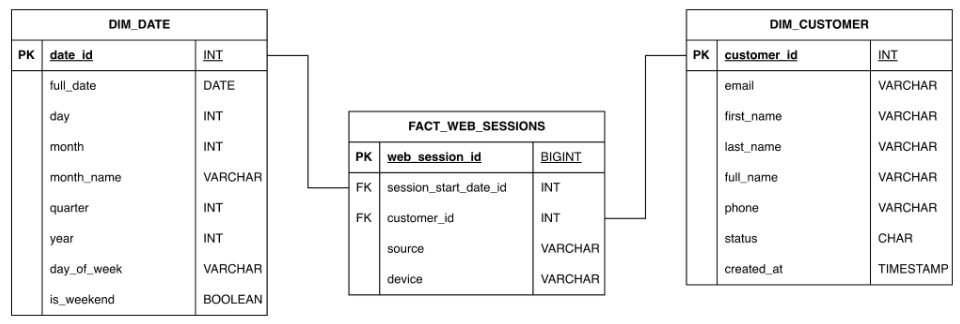 DIM_DATE
PK date_id INT
full_date DATE
day INT
month INT
month_name VARCHAR
quarter INT
year INT
day_of_week VARCHAR
is_weekend BOOLEAN
FACT_WEB_SESSIONS
PK web_session_id BIGINT
FK session_start_date_id INT
FK customer_id INT
source VARCHAR
device VARCHAR
DIM_CUSTOMER
PK customer_id INT
email VARCHAR
first_name VARCHAR
last_name VARCHAR
full_name VARCHAR
phone VARCHAR
status CHAR
created_at TIMESTAMP